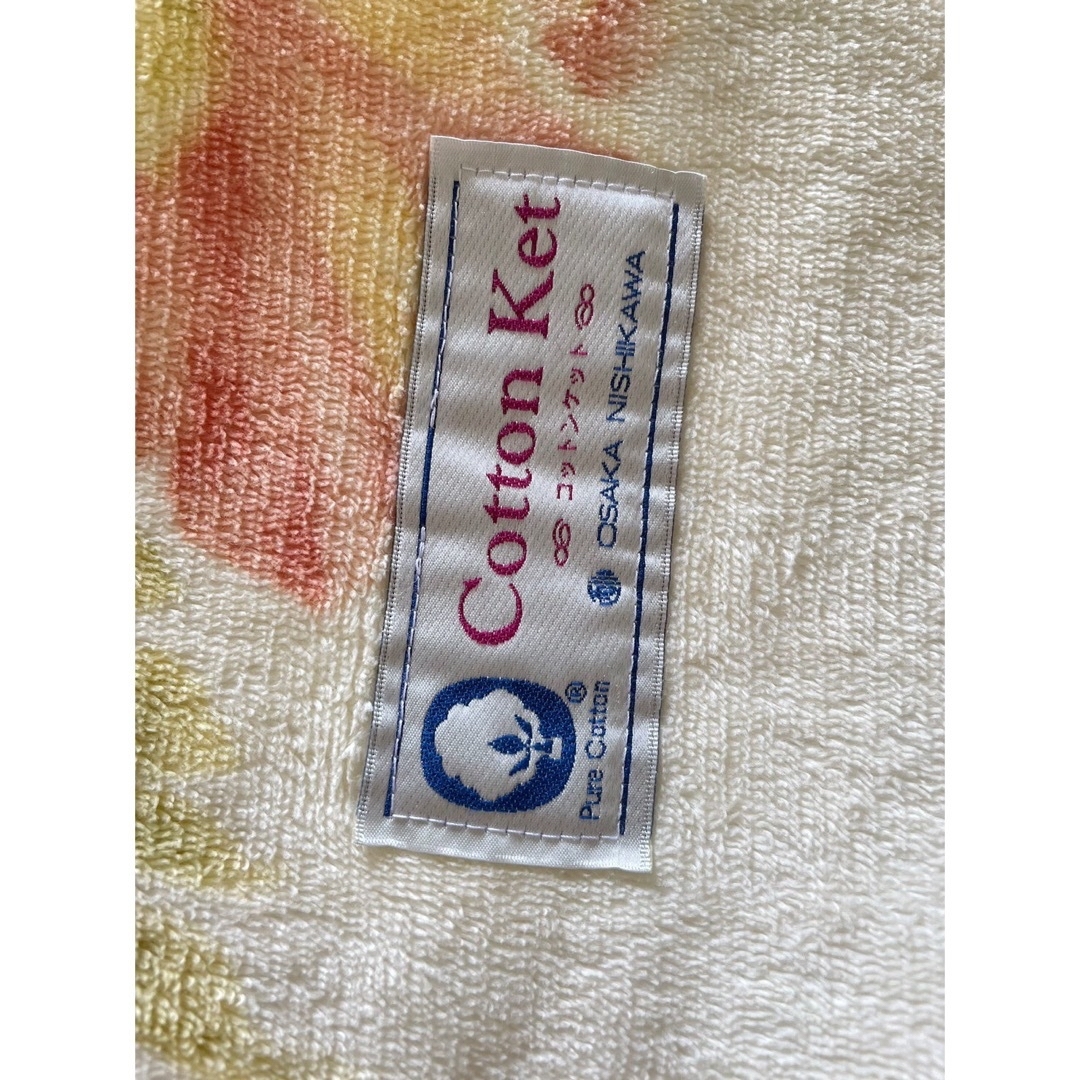 Cotton Ket
コットンケット
OSAKA NISHIKAWA
®
Pure Cotton